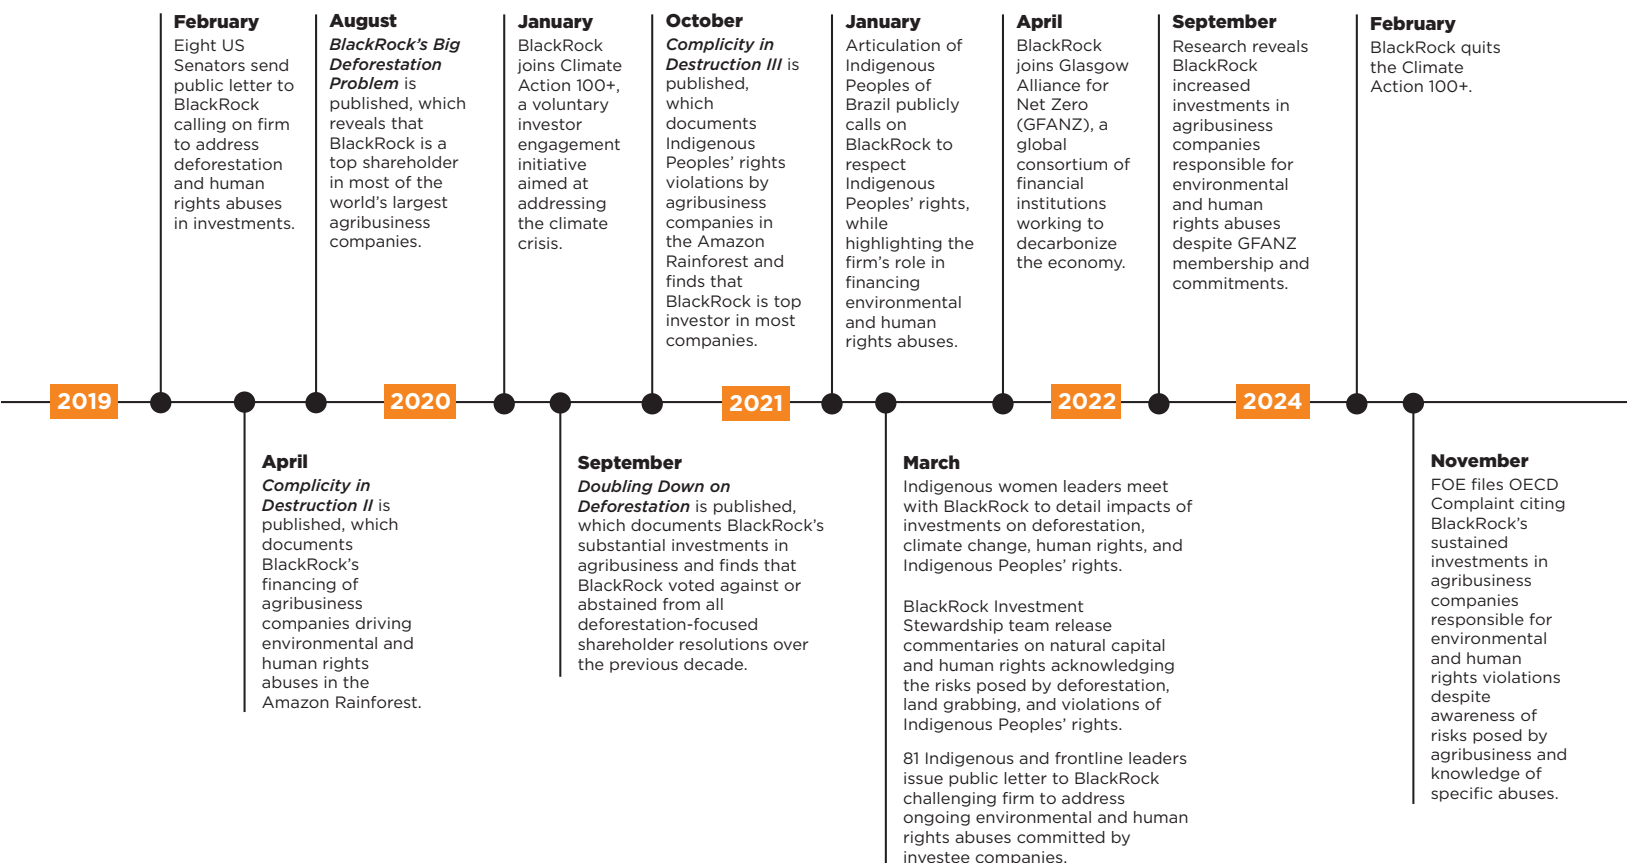 February
Eight US
Senators send
public letter to
BlackRock
calling on firm
to address
deforestation
and human
rights abuses
in investments.
August
BlackRock's Big
Deforestation
Problem is
published, which
reveals that
BlackRock is a
top shareholder
in most of the
world's largest
agribusiness
companies.
January
BlackRock
joins Climate
Action 100+,
a voluntary
investor
engagement
initiative
aimed at
addressing
the climate
crisis.
October
Complicity in
Destruction III is
published,
which
documents
Indigenous
Peoples' rights
violations by
agribusiness
companies in
the Amazon
Rainforest and
finds that
BlackRock is top
investor in most
companies.
January
Articulation of
Indigenous
Peoples of
Brazil publicly
calls on
BlackRock to
respect
Indigenous
Peoples' rights,
while
highlighting the
firm's role in
financing
environmental
and human
rights abuses.
April
BlackRock
joins Glasgow
Alliance for
Net Zero
(GFANZ), a
global
consortium of
financial
institutions
working to
decarbonize
the economy.
September
Research reveals
BlackRock
increased
investments in
agribusiness
companies
responsible for
environmental
and human
rights abuses
despite GFANZ
membership and
commitments.
February
BlackRock quits
the Climate
Action 100+.
2019
2020
2021
2022
2024
April
Complicity in
Destruction II is
published, which
documents
BlackRock's
financing of
agribusiness
companies driving
environmental and
human rights
abuses in the
Amazon Rainforest.
September
Doubling Down on
Deforestation is published,
which documents BlackRock's
substantial investments in
agribusiness and finds that
BlackRock voted against or
abstained from all
deforestation-focused
shareholder resolutions over
the previous decade.
March
Indigenous women leaders meet
with BlackRock to detail impacts of
investments on deforestation,
climate change, human rights, and
Indigenous Peoples' rights.
BlackRock Investment
Stewardship team release
commentaries on natural capital
and human rights acknowledging
the risks posed by deforestation,
land grabbing, and violations of
Indigenous Peoples' rights.
81 Indigenous and frontline leaders
issue public letter to BlackRock
challenging firm to address
ongoing environmental and human
rights abuses committed by
investee companies.
November
FOE files OECD
Complaint citing
BlackRock's
sustained
investments in
agribusiness
companies
responsible for
environmental
and human
rights violations
despite
awareness of
risks posed by
agribusiness and
knowledge of
specific abuses.